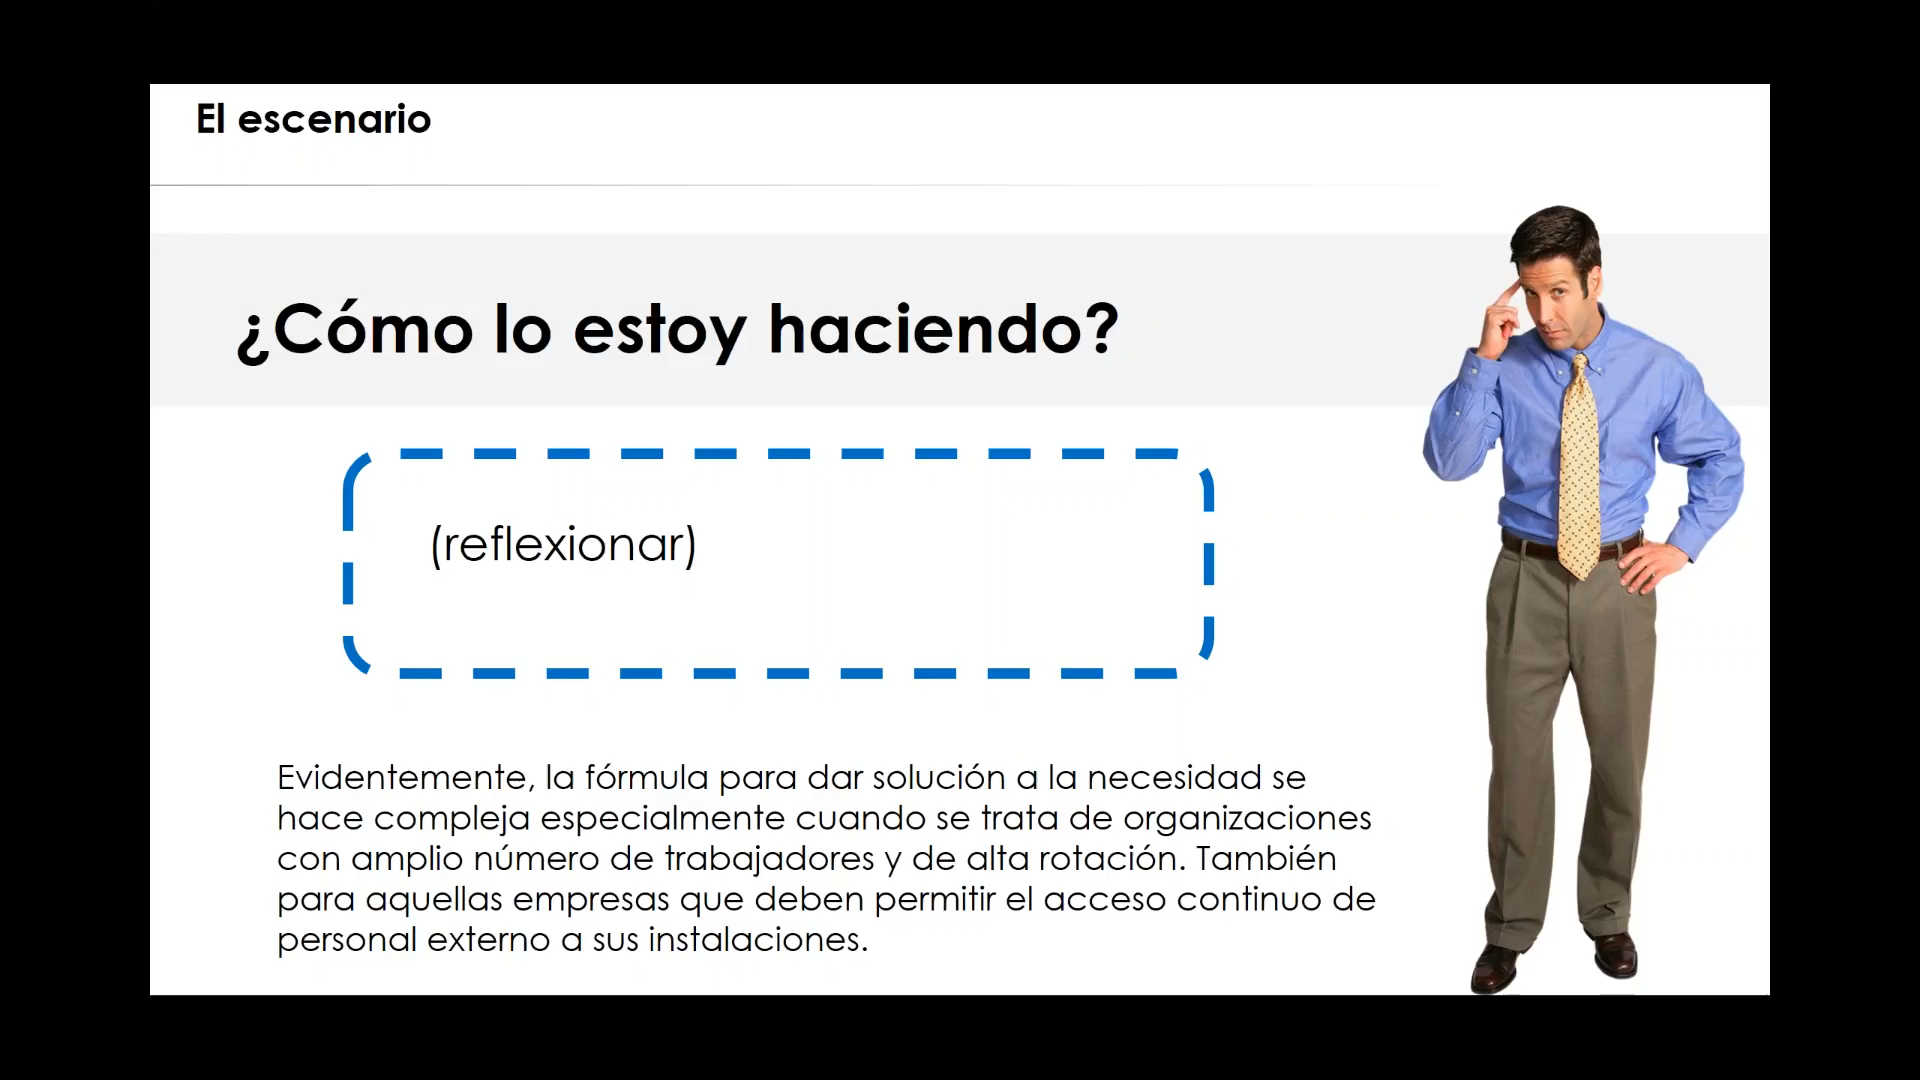 El escenario
¿Cómo lo estoy haciendo?
(reflexionar)
Evidentemente, la fórmula para dar solución a la necesidad se
hace compleja especialmente cuando se trata de organizaciones
con amplio número de trabajadores y de alta rotación. También
para aquellas empresas que deben permitir el acceso continuo de
personal externo a sus instalaciones.